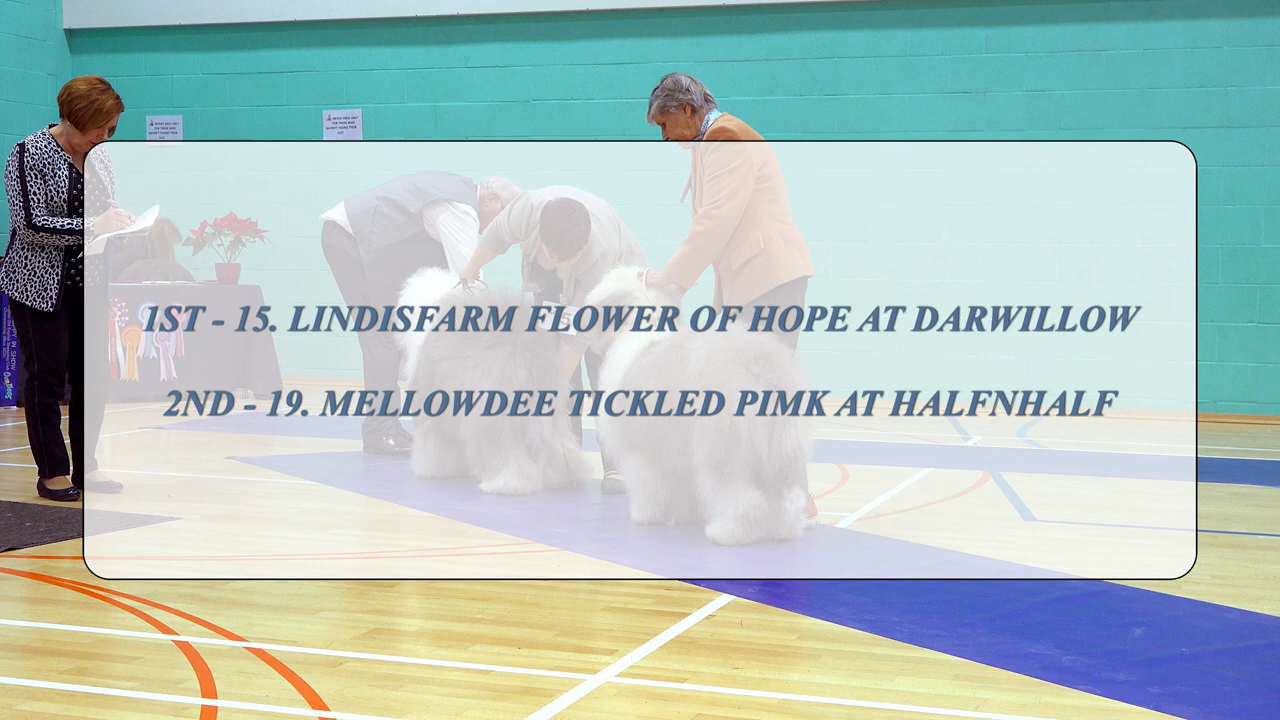 1ST - 15. LINDISFARM FLOWER OF HOPE AT DARWILLOW
2ND - 19. MELLOWDEE TICKLED PIMK AT HALFNHALF